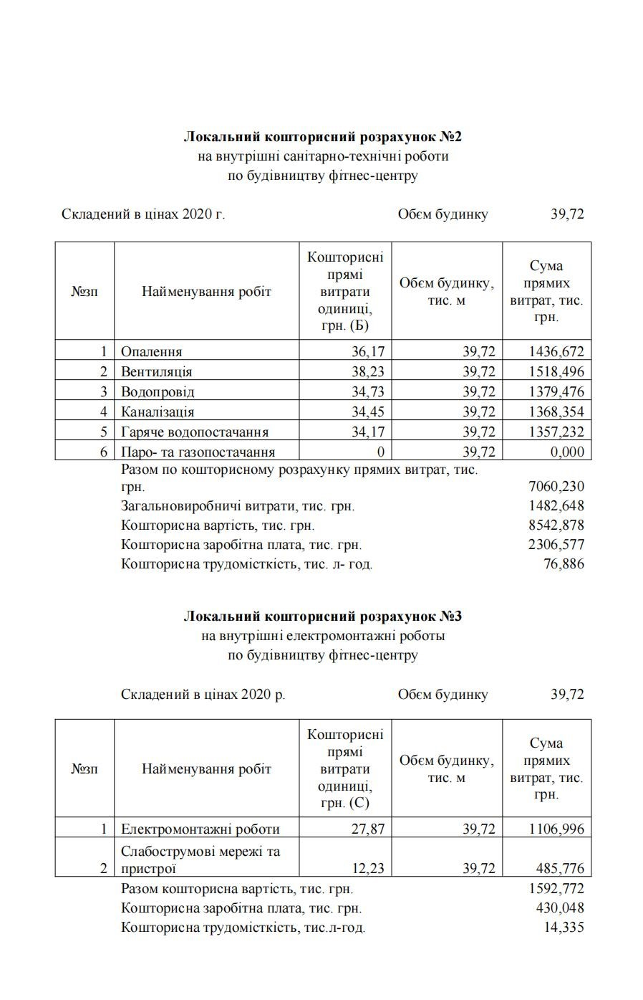 Локальний кошторисний розрахунок №2
на внутрішні санітарно-технічні роботи
по будівництву фітнес-центру
Складений в цінах 2020 г. Обєм будинку 39,72
№зп Найменування робіт Кошторисні прямі витрати одиниці, грн. (Б) Обєм будинку, тис. м Сума прямих витрат, тис. грн.
1 Опалення 36,17 39,72 1436,672
2 Вентиляція 38,23 39,72 1518,496
3 Водопровід 34,73 39,72 1379,476
4 Каналізація 34,45 39,72 1368,354
5 Гаряче водопостачання 34,17 39,72 1357,232
6 Паро- та газопостачання 0 39,72 0,000
Разом по кошторисному розрахунку прямих витрат, тис.
грн. 7060,230
Загальновиробничі витрати, тис. грн. 1482,648
Кошторисна вартість, тис. грн. 8542,878
Кошторисна заробітна плата, тис. грн. 2306,577
Кошторисна трудомісткість, тис. л- год. 76,886
Локальний кошторисний розрахунок №3
на внутрішні електромонтажні роботы
по будівництву фітнес-центру
Складений в цінах 2020 р. Обєм будинку 39,72
№зп Найменування робіт Кошторисні прямі витрати одиниці, грн. (С) Обєм будинку, тис. м Сума прямих витрат, тис. грн.
1 Електромонтажні роботи 27,87 39,72 1106,996
Слабострумові мережі та
2 пристрої 12,23 39,72 485,776
Разом кошторисна вартість, тис. грн. 1592,772
Кошторисна заробітна плата, тис. грн. 430,048
Кошторисна трудомісткість, тис.л-год. 14,335